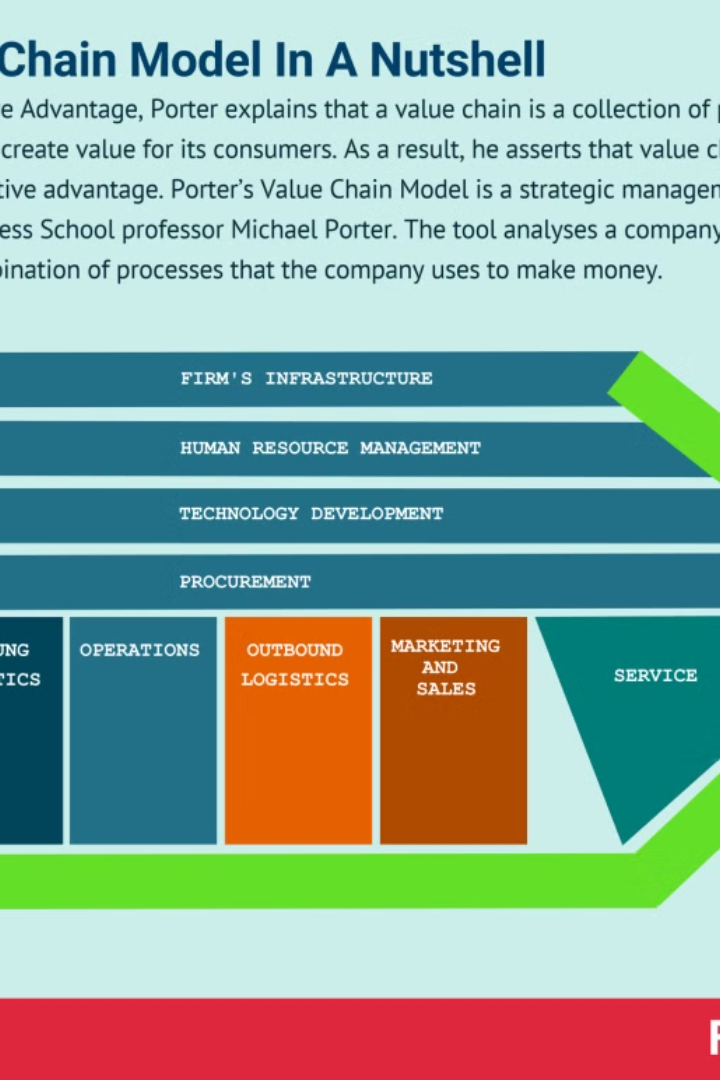 Chain Model In A Nutshell
e Advantage, Porter explains that a value chain is a collection of
create value for its consumers. As a result, he asserts that value
tive advantage. Porter's Value Chain Model is a strategic
ess School professor Michael Porter. The tool analyses a company
bination of processes that the company uses to make money.
FIRM'S INFRASTRUCTURE
HUMAN RESOURCE MANAGEMENT
TECHNOLOGY DEVELOPMENT
PROCUREMENT
UNG
TICS
OPERATIONS
OUTBOUND
LOGISTICS
MARKETING
AND
SALES
SERVICE